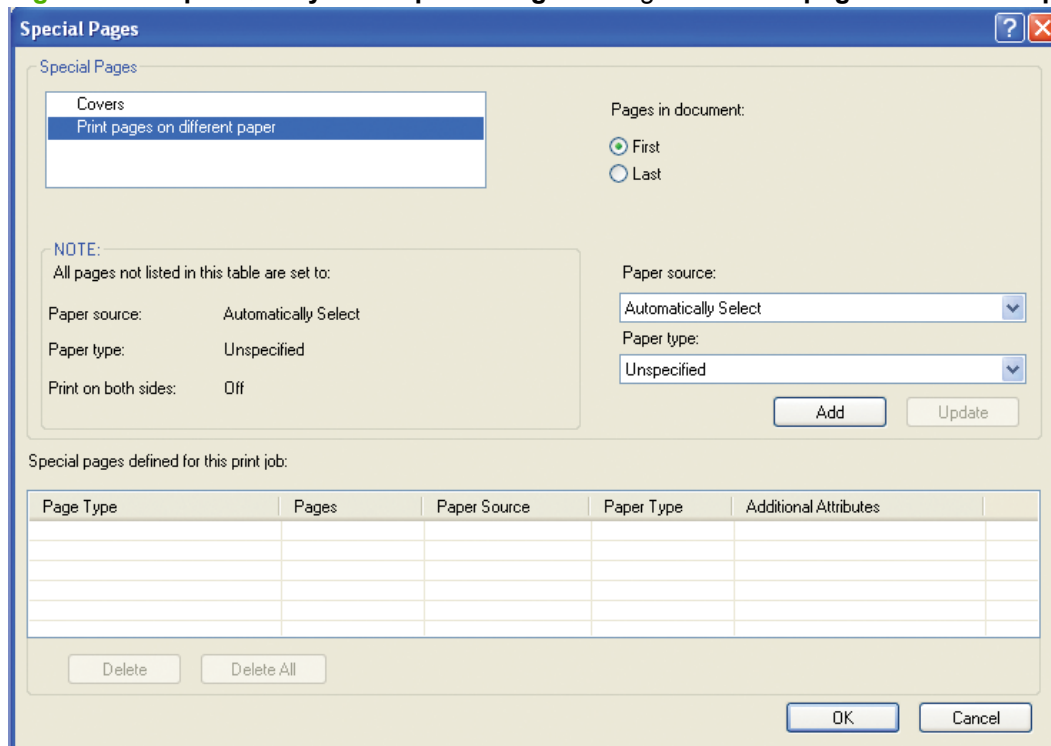 Special Pages
Special Pages
Covers
Print pages on different paper
Pages in document:
First
Last
NOTE:
All pages not listed in this table are set to:
Paper source: Automatically Select
Paper type: Unspecified
Print on both sides: Off
Paper source:
Automatically Select
Paper type:
Unspecified
Add Update
Special pages defined for this print job:
Page Type Pages Paper Source Paper Type Additional Attributes
Delete Delete All
OK Cancel